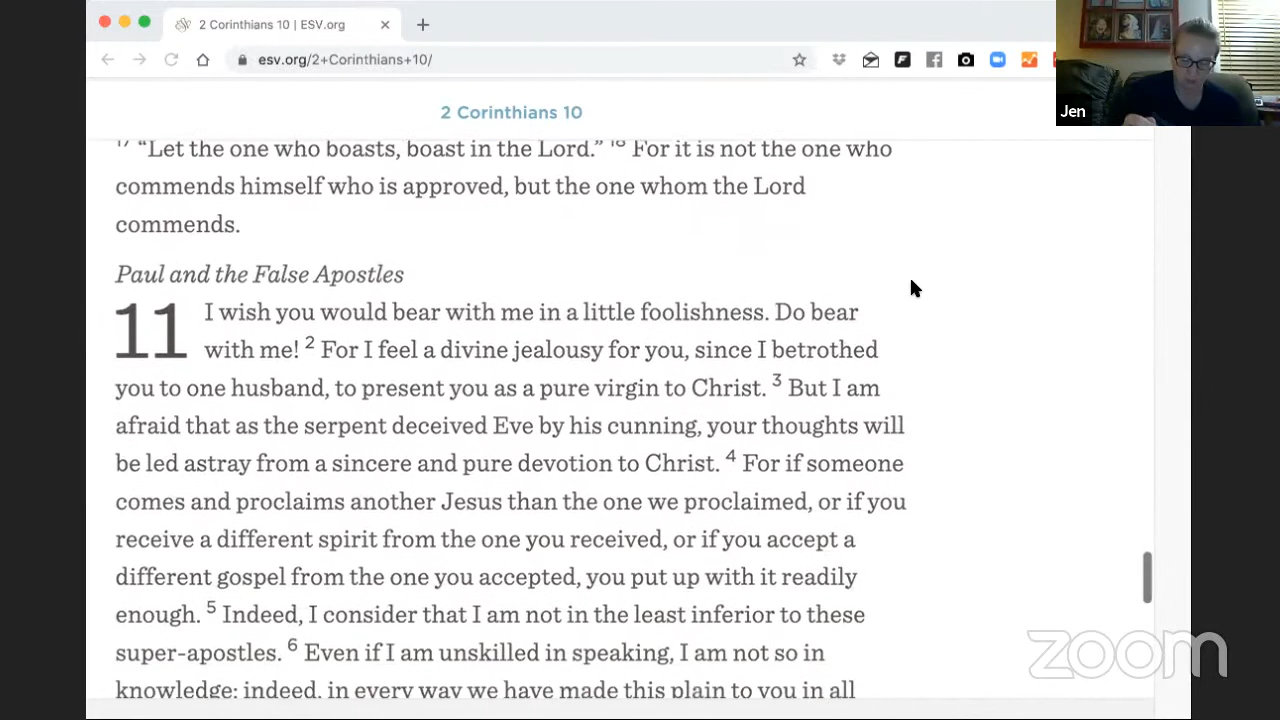 2 Corinthians 10 | ESV.org
esv.org/2+Corinthians+10/
Jen
2 Corinthians 10
17 “Let the one who boasts, boast in the Lord.” 18 For it is not the one who
commends himself who is approved, but the one whom the Lord
commends.
Paul and the False Apostles
11 I wish you would bear with me in a little foolishness. Do bear
with me! 2 For I feel a divine jealousy for you, since I betrothed
you to one husband, to present you as a pure virgin to Christ. 3 But I am
afraid that as the serpent deceived Eve by his cunning, your thoughts will
be led astray from a sincere and pure devotion to Christ. 4 For if someone
comes and proclaims another Jesus than the one we proclaimed, or if you
receive a different spirit from the one you received, or if you accept a
different gospel from the one you accepted, you put up with it readily
enough. 5 Indeed, I consider that I am not in the least inferior to these
super-apostles. 6 Even if I am unskilled in speaking, I am not so in
knowledge; indeed, in every way we have made this plain to you in all
zoom